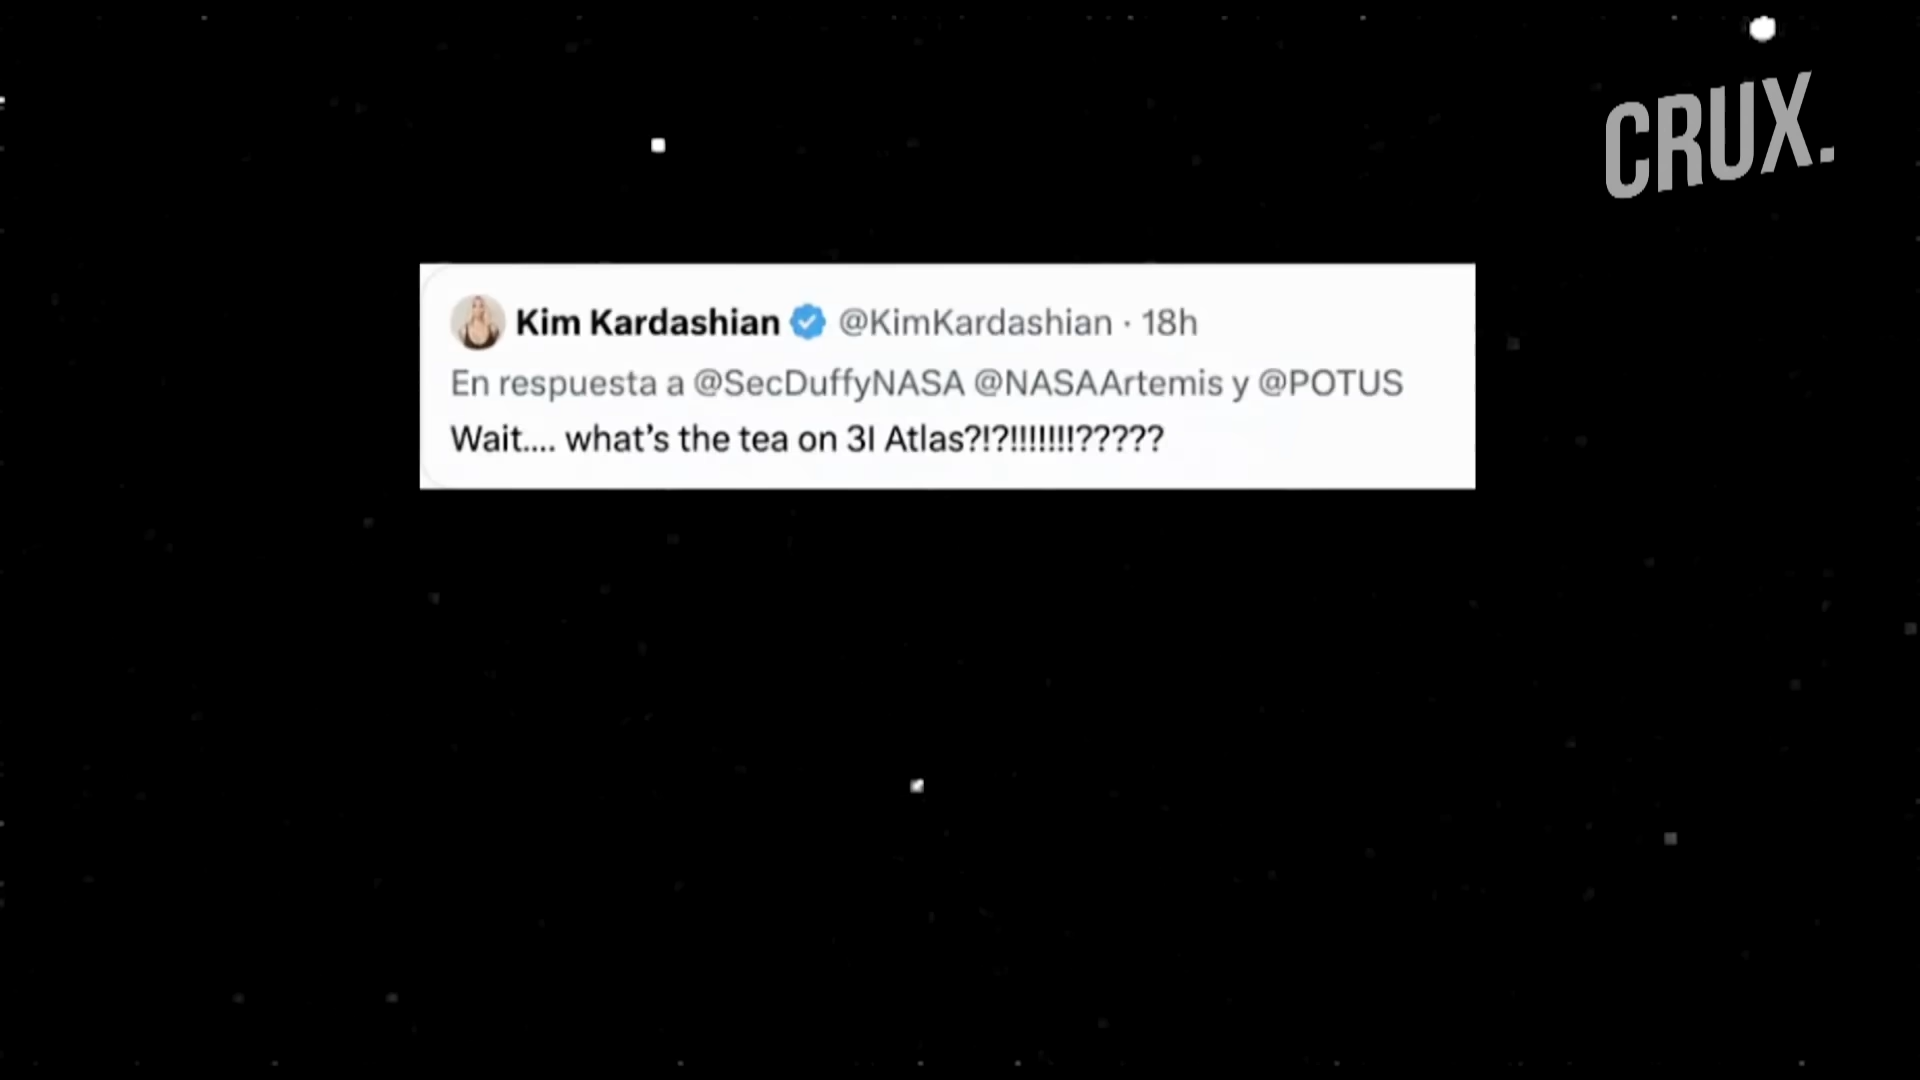 CRUX.
Kim Kardashian @KimKardashian · 18h
En respuesta a @SecDuffyNASA @NASAArtemis y @POTUS
Wait.... what's the tea on 3I Atlas?!?!!!!!!!?????